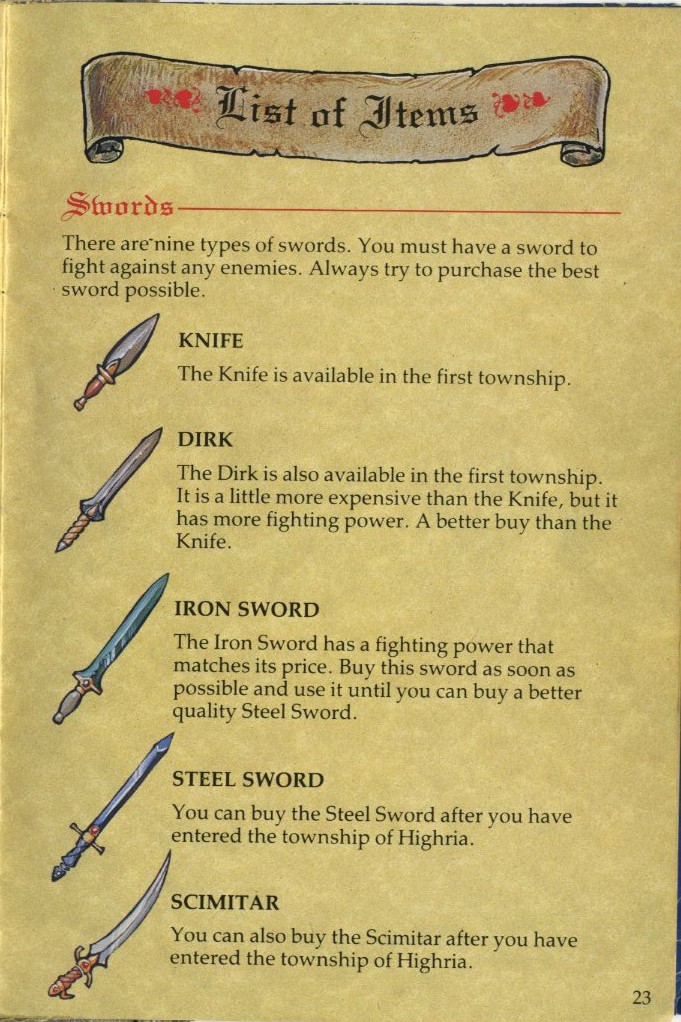 List of Items
Swords
There are nine types of swords. You must have a sword to
fight against any enemies. Always try to purchase the best
sword possible.
KNIFE
The Knife is available in the first township.
DIRK
The Dirk is also available in the first township.
It is a little more expensive than the Knife, but it
has more fighting power. A better buy than the
Knife.
IRON SWORD
The Iron Sword has a fighting power that
matches its price. Buy this sword as soon as
possible and use it until you can buy a better
quality Steel Sword.
STEEL SWORD
You can buy the Steel Sword after you have
entered the township of Highria.
SCIMITAR
You can also buy the Scimitar after you have
entered the township of Highria.
23